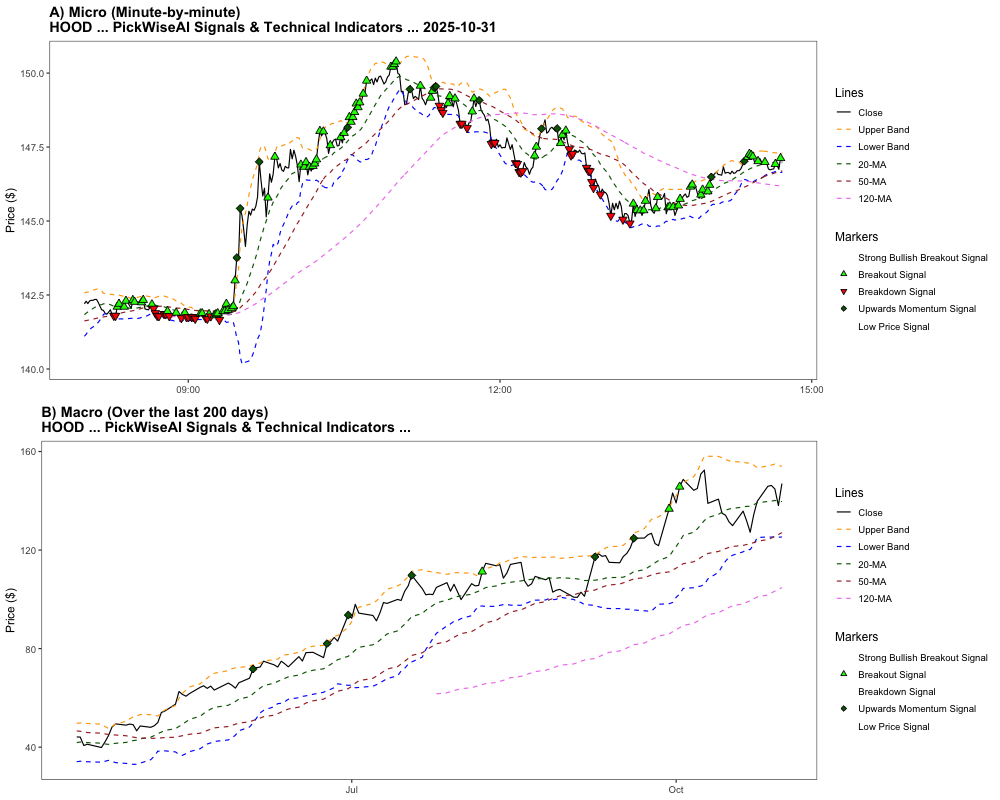 A) Micro (Minute-by-minute)
HOOD ... PickWiseAI Signals & Technical Indicators ... 2025-10-31
Price ($)
150.0
147.5
145.0
142.5
140.0
09:00
12:00
15:00
Lines
Close
Upper Band
Lower Band
20-MA
50-MA
120-MA
Markers
Strong Bullish Breakout Signal
Breakout Signal
Breakdown Signal
Upwards Momentum Signal
Low Price Signal
B) Macro (Over the last 200 days)
HOOD ... PickWiseAI Signals & Technical Indicators ...
Price ($)
160
120
80
40
Jul
Oct
Lines
Close
Upper Band
Lower Band
20-MA
50-MA
120-MA
Markers
Strong Bullish Breakout Signal
Breakout Signal
Breakdown Signal
Upwards Momentum Signal
Low Price Signal